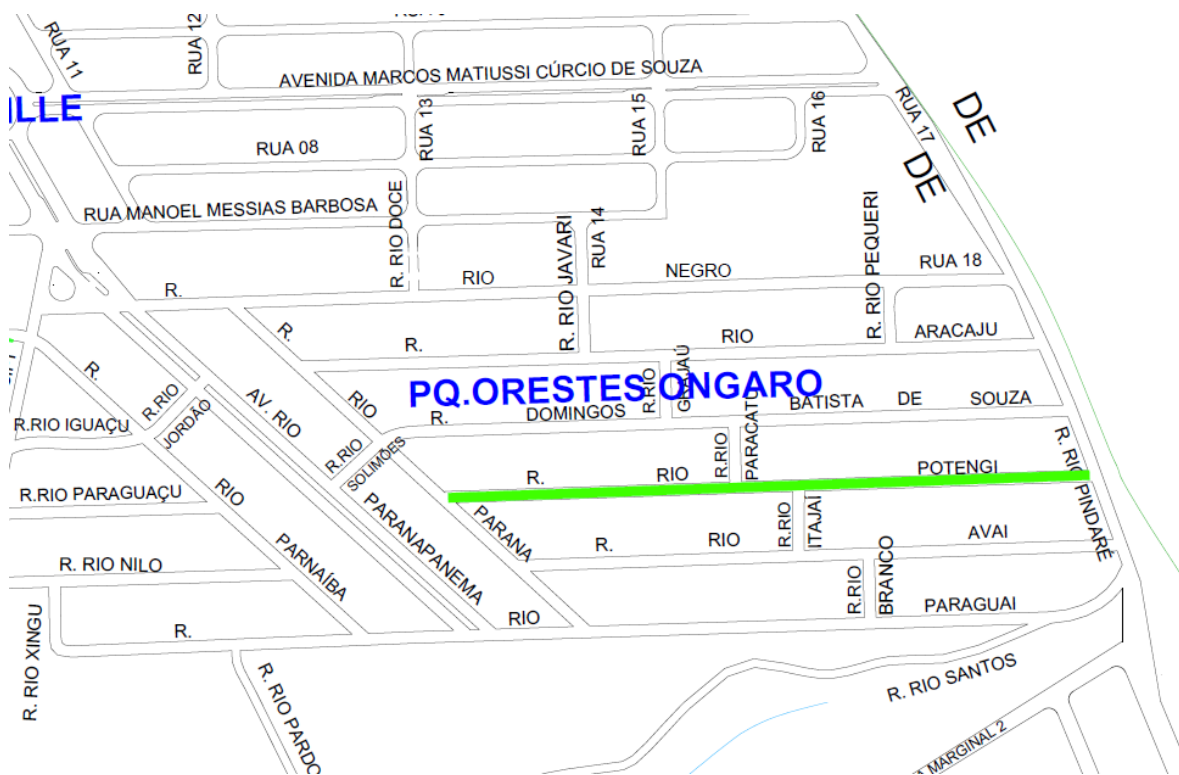 RUA 11
RUA 12
AVENIDA MARCOS MATIUSSI CÚRCIO DE SOUZA
ILLE
RUA 13
RUA 15
RUA 16
RUA 17
DE
DE
RUA 08
RUA MANOEL MESSIAS BARBOSA
R. RIO DOCE
R. RIO JAVARI
RUA 14
R. RIO PEQUERI
RUA 18
R. RIO NEGRO
R. RIO ARACAJU
R. RIO PARANA
PQ.ORESTES ONGARO
R.RIO GRAJAÚ
R. DOMINGOS BATISTA DE SOUZA
R.RIO JORDÃO
AV. RIO PARANAPANEMA
R.RIO SOLIMÕES
R.RIO PARACATU
R. RIO PINDARÉ
R.RIO IGUAÇU
R. RIO POTENGI
R.RIO PARAGUAÇU
R. RIO PARNAÍBA
R.RIO ITAJAÍ
R. RIO AVAI
R. RIO NILO
R.RIO BRANCO
R. RIO PARAGUAI
R. RIO XINGU
R. RIO PARDO
R. RIO SANTOS
A MARGINAL 2